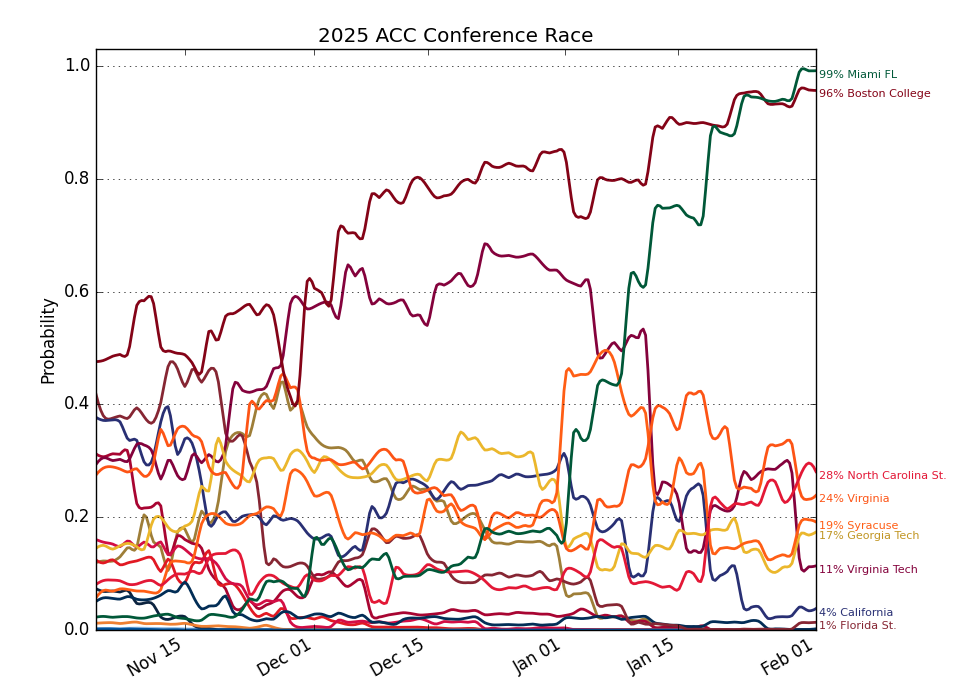 2025 ACC Conference Race
Probability
1.0
0.8
0.6
0.4
0.2
0.0
Nov 15
Dec 01
Dec 15
Jan 01
Jan 15
Feb 01
99% Miami FL
96% Boston College
28% North Carolina St.
24% Virginia
19% Syracuse
17% Georgia Tech
11% Virginia Tech
4% California
1% Florida St.